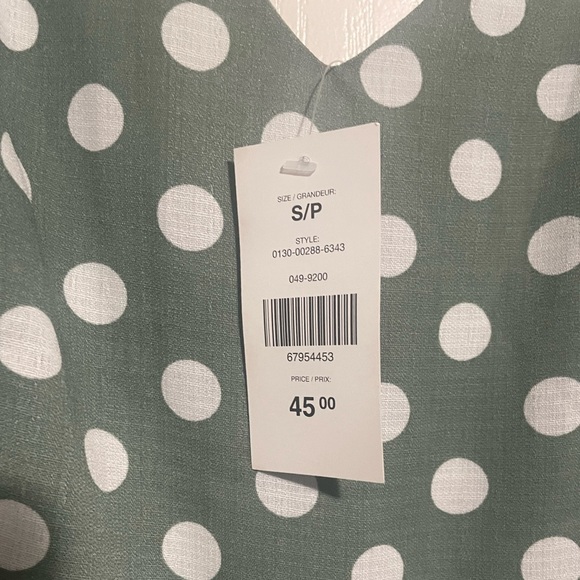 SIZE / GRANDEUR:
S/P
STYLE:
0130-00288-6343
049-9200
67954453
PRICE / PRIX:
45 00